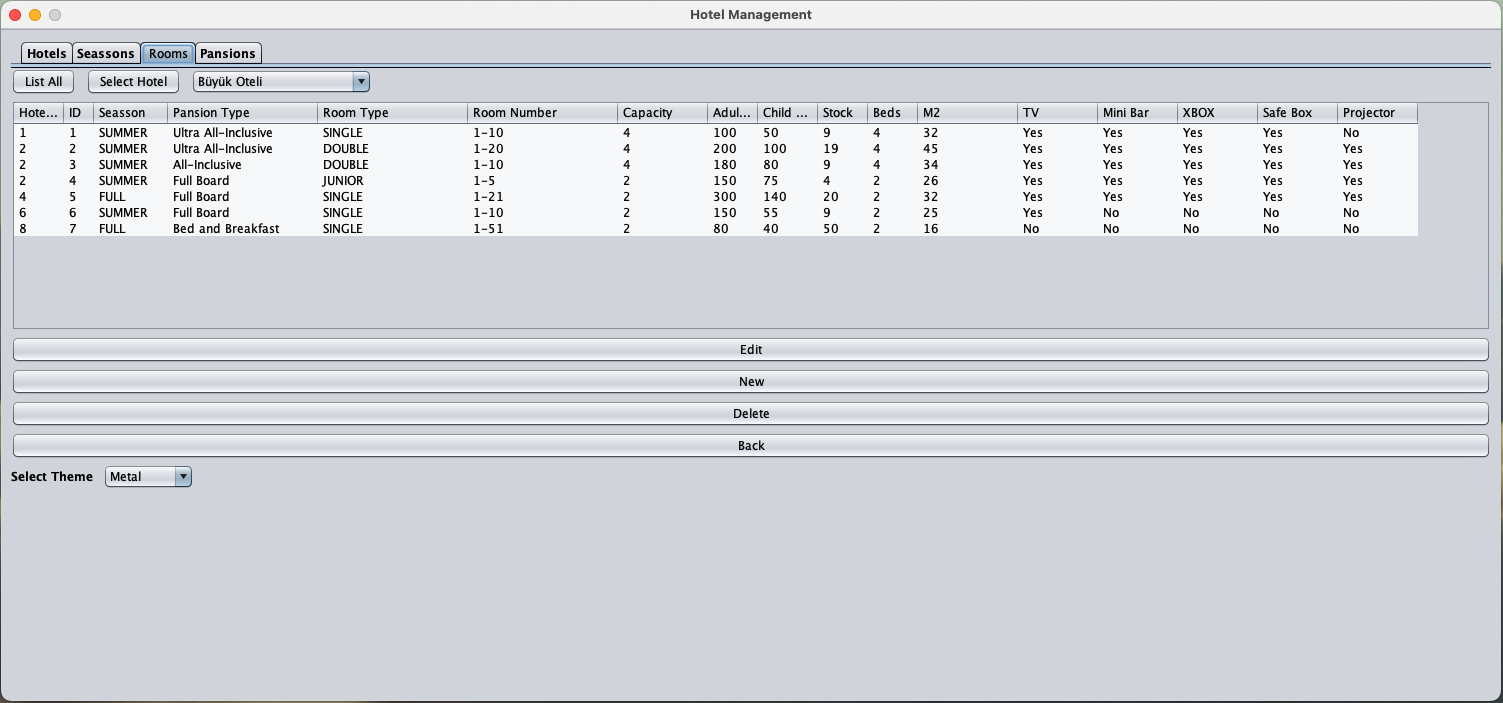 Hotel Management
Hotels Seassons Rooms Pansions
List All Select Hotel Büyük Oteli
Hote... ID Seasson Pansion Type Room Type Room Number Capacity Adul... Child ... Stock Beds M2 TV Mini Bar XBOX Safe Box Projector
1 1 SUMMER Ultra All-Inclusive SINGLE 1-10 4 100 50 9 4 32 Yes Yes Yes Yes No
2 2 SUMMER Ultra All-Inclusive DOUBLE 1-20 4 200 100 19 4 45 Yes Yes Yes Yes Yes
2 3 SUMMER All-Inclusive DOUBLE 1-10 4 180 80 9 4 34 Yes Yes Yes Yes Yes
2 4 SUMMER Full Board JUNIOR 1-5 2 150 75 4 2 26 Yes Yes Yes Yes Yes
4 5 FULL Full Board SINGLE 1-21 2 300 140 20 2 32 Yes Yes Yes Yes Yes
6 6 SUMMER Full Board SINGLE 1-10 2 150 55 9 2 25 Yes No No No No
8 7 FULL Bed and Breakfast SINGLE 1-51 2 80 40 50 2 16 No No No No No
Edit
New
Delete
Back
Select Theme Metal